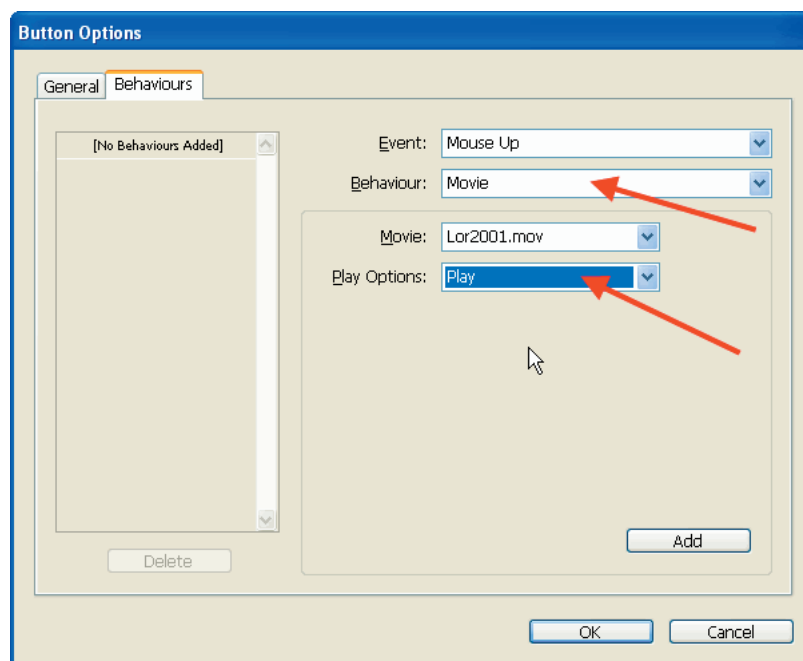 Button Options
General Behaviours
[No Behaviours Added]
Event: Mouse Up
Behaviour: Movie
Movie: Lor2001.mov
Play Options: Play
Add
Delete
OK Cancel